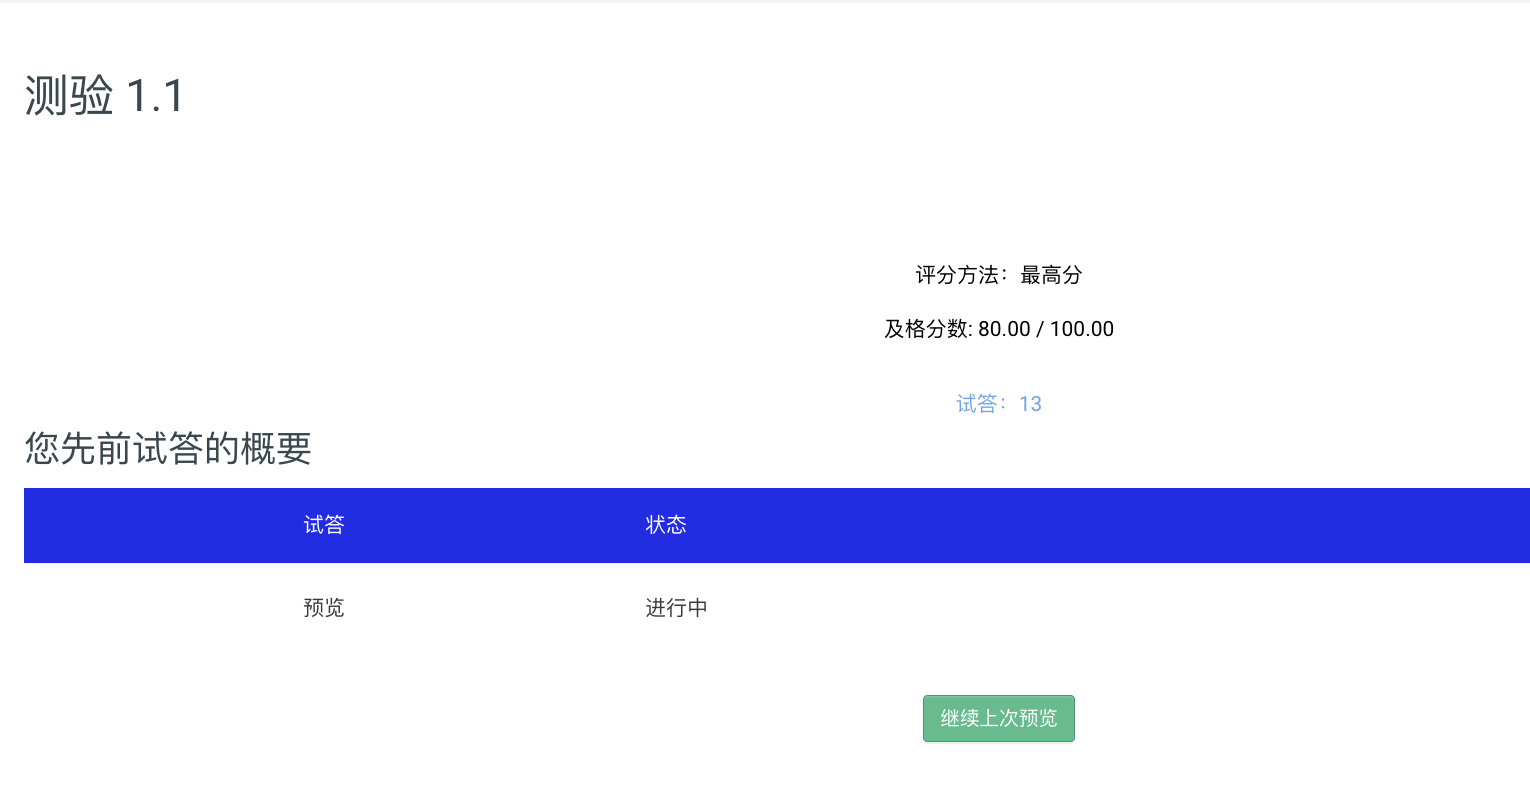 测验 1.1
评分方法：最高分
及格分数: 80.00 / 100.00
试答：13
您先前试答的概要
试答 状态
预览 进行中
继续上次预览